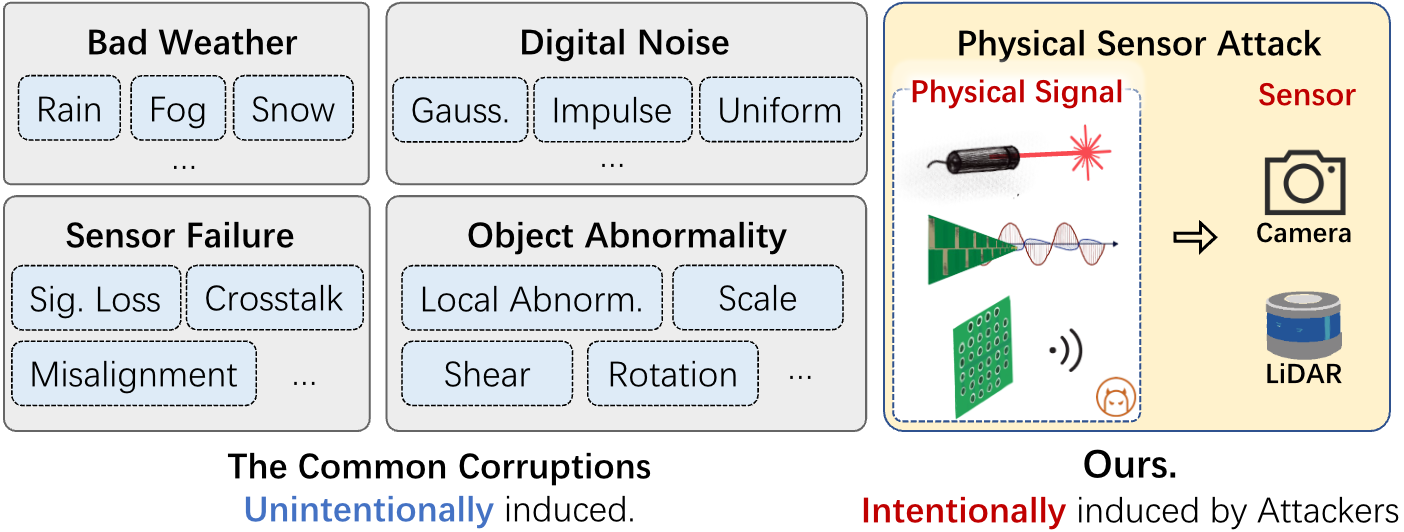 Bad Weather
Rain Fog Snow
...
Digital Noise
Gauss. Impulse Uniform
...
Sensor Failure
Sig. Loss Crosstalk
Misalignment ...
Object Abnormality
Local Abnorm. Scale
Shear Rotation ...
The Common Corruptions
Unintentionally induced.
Physical Sensor Attack
Physical Signal
Sensor
Camera
LiDAR
Ours.
Intentionally induced by Attackers